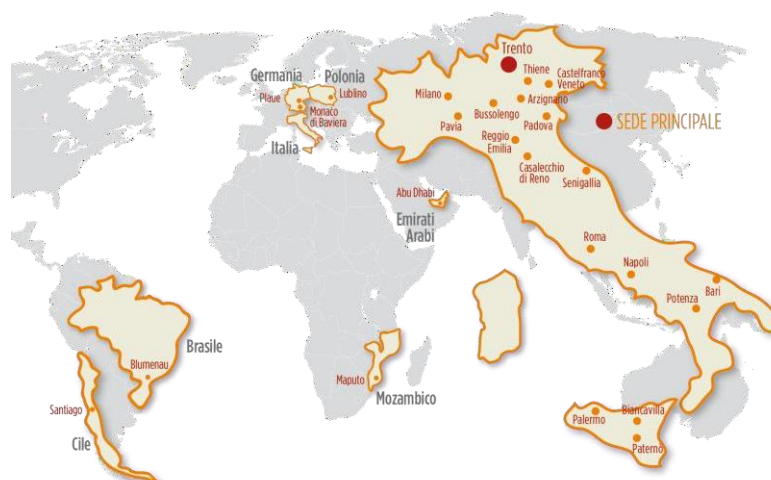 Trento
Thiene
Castelfranco
Veneto
Germania
Polonia
Plaue
Lublino
Milano
Arzignano
Bussolengo
Monaco
di Baviera
Pavia
Padova
SEDE PRINCIPALE
Italia
Reggio
Emilia
Casalecchio
di Reno
Senigallia
Abu Dhabi
Emirati
Arabi
Roma
Napoli
Bari
Potenza
Brasile
Blumenau
Maputo
Mozambico
Santiago
Cile
Palermo
Biancavilla
Paternò